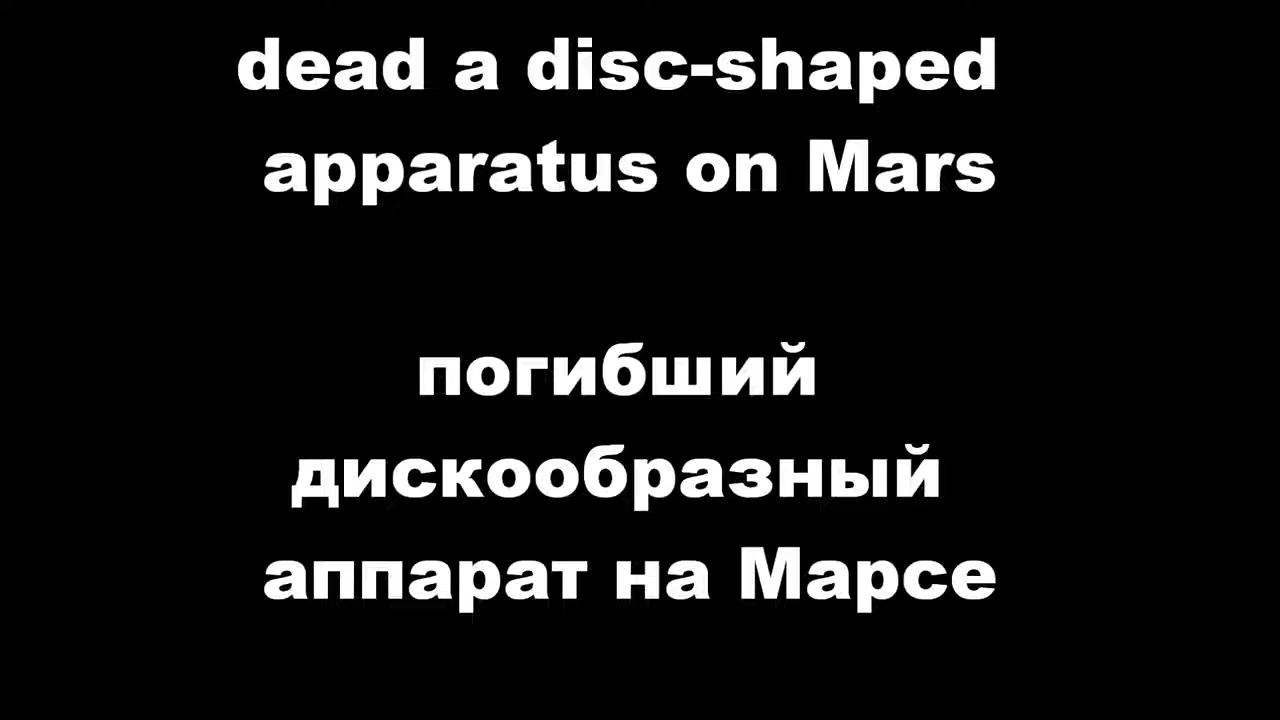 dead a disc-shaped
apparatus on Mars
погибший
дискообразный
аппарат на Марсе